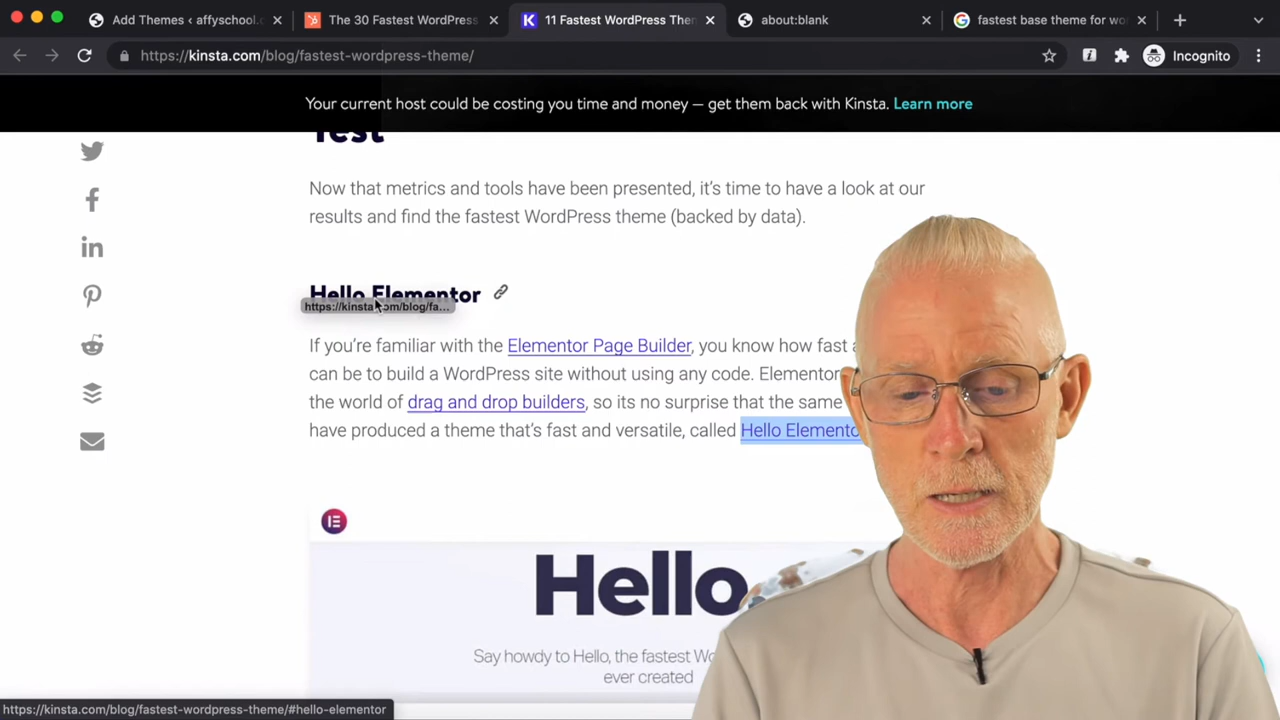 Add Themes ‹ affyschool.c
The 30 Fastest WordPress
11 Fastest WordPress Then
about:blank
fastest base theme for wo
https://kinsta.com/blog/fastest-wordpress-theme/
Incognito
Your current host could be costing you time and money — get them back with Kinsta. Learn more
Test
Now that metrics and tools have been presented, it's time to have a look at our
results and find the fastest WordPress theme (backed by data).
Hello Elementor
https://kinsta.com/blog/fa...
If you're familiar with the Elementor Page Builder, you know how fast a
can be to build a WordPress site without using any code. Elementor
the world of drag and drop builders, so its no surprise that the same
have produced a theme that's fast and versatile, called Hello Elemento
Hello
Say howdy to Hello, the fastest Wo
ever created
https://kinsta.com/blog/fastest-wordpress-theme/#hello-elementor